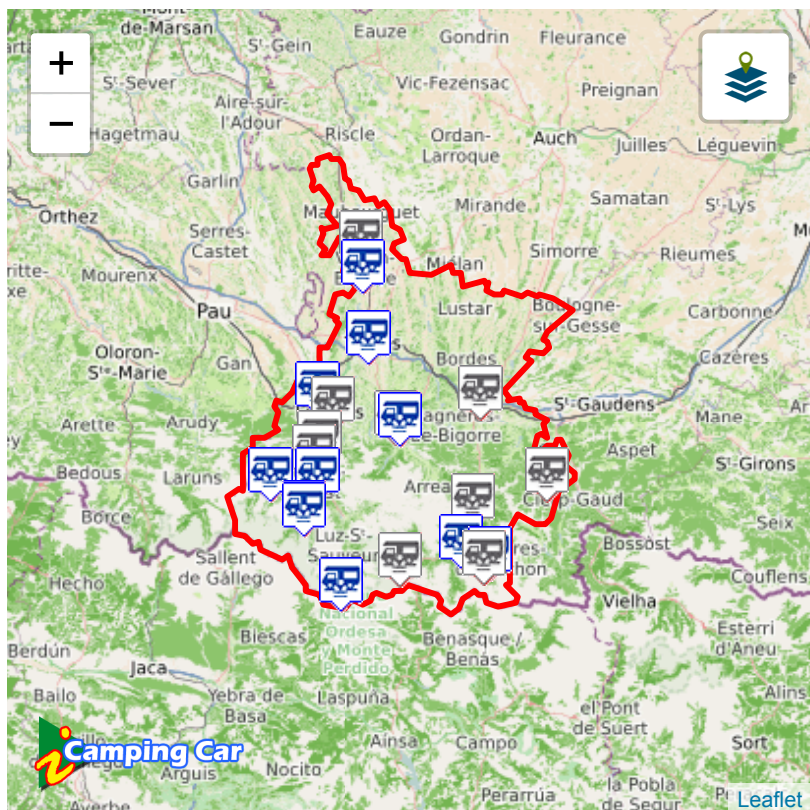 de-Marsan
Eauze
Gondrin
Fleurance
St-Gein
+
−
St-Sever
Vic-Fezensac
Preignan
Aire-sur-
l'Adour
Hagetmau
Riscle
Ordan-
Larroque
Auch
Juilles
Léguevin
Garlin
Orthez
Mirande
Samatan
St-Lys
Serres-
Castet
Simorre
Rieumes
Mourenx
Miélan
Pau
Lustar
Boulogne-
sur-Gesse
Carbonne
Oloron-
Ste-Marie
Gan
Bordes
Cazères
St-Gaudens
Mane
Arette
Arudy
Aspet
St-Girons
Bedous
Laruns
Borce
Seix
Luz-St-
Sauveur
Bossòst
Sallent
de Gállego
Couflens
Hecho
Vielha
Nacional
Ordesa
y Monte
Perdido
Biescas
Benasque /
Benás
Esterri
d'Àneu
Berdún
Jaca
Bailo
Yebra de
Basa
Laspuña
Alins
el Pont
de Suert
Camping Car
Aínsa
Campo
Sort
Arguis
Nocito
Perarrúa
la Pobla
de Segur
Leaflet